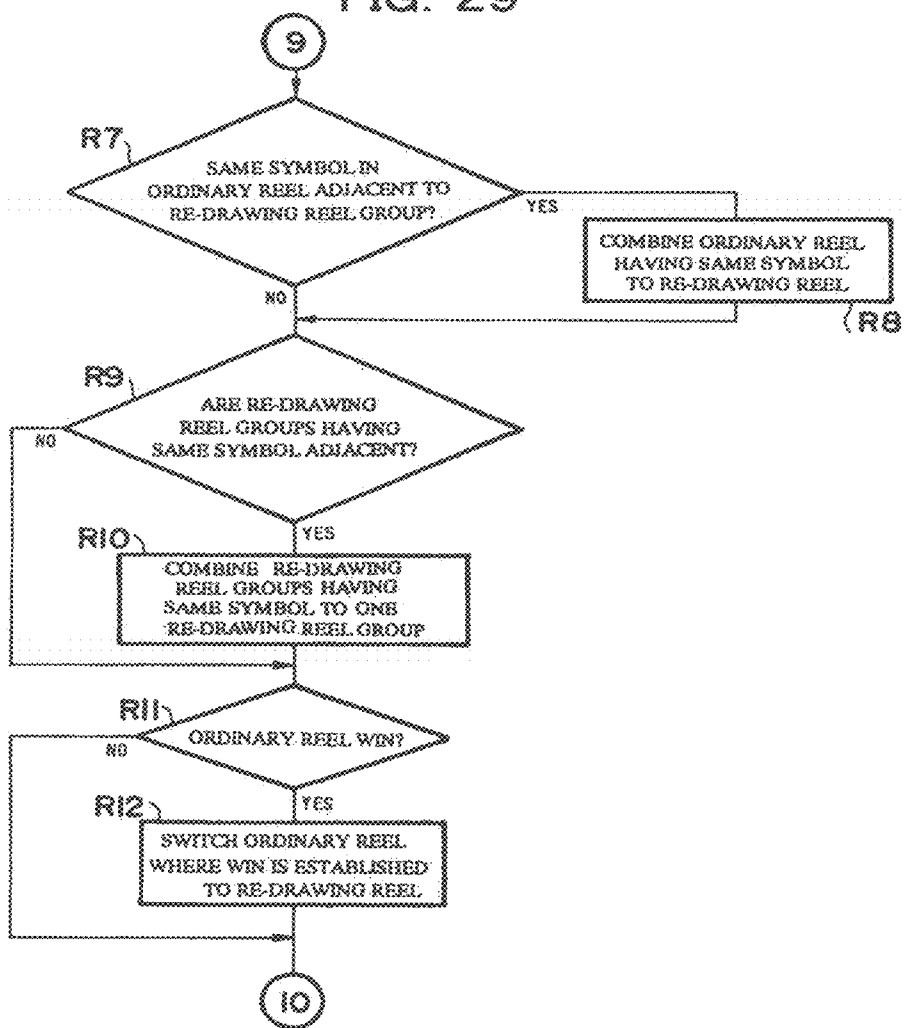 FIG. 29
9
R7
SAME SYMBOL IN
ORDINARY REEL ADJACENT TO
RE-DRAWING REEL GROUP?
YES
COMBINE ORDINARY REEL
HAVING SAME SYMBOL
TO RE-DRAWING REEL
R8
NO
R9
ARE RE-DRAWING
REEL GROUPS HAVING
SAME SYMBOL ADJACENT?
NO
YES
R10
COMBINE RE-DRAWING
REEL GROUPS HAVING
SAME SYMBOL TO ONE
RE-DRAWING REEL GROUP
R11
ORDINARY REEL WIN?
NO
YES
R12
SWITCH ORDINARY REEL
WHERE WIN IS ESTABLISHED
TO RE-DRAWING REEL
10